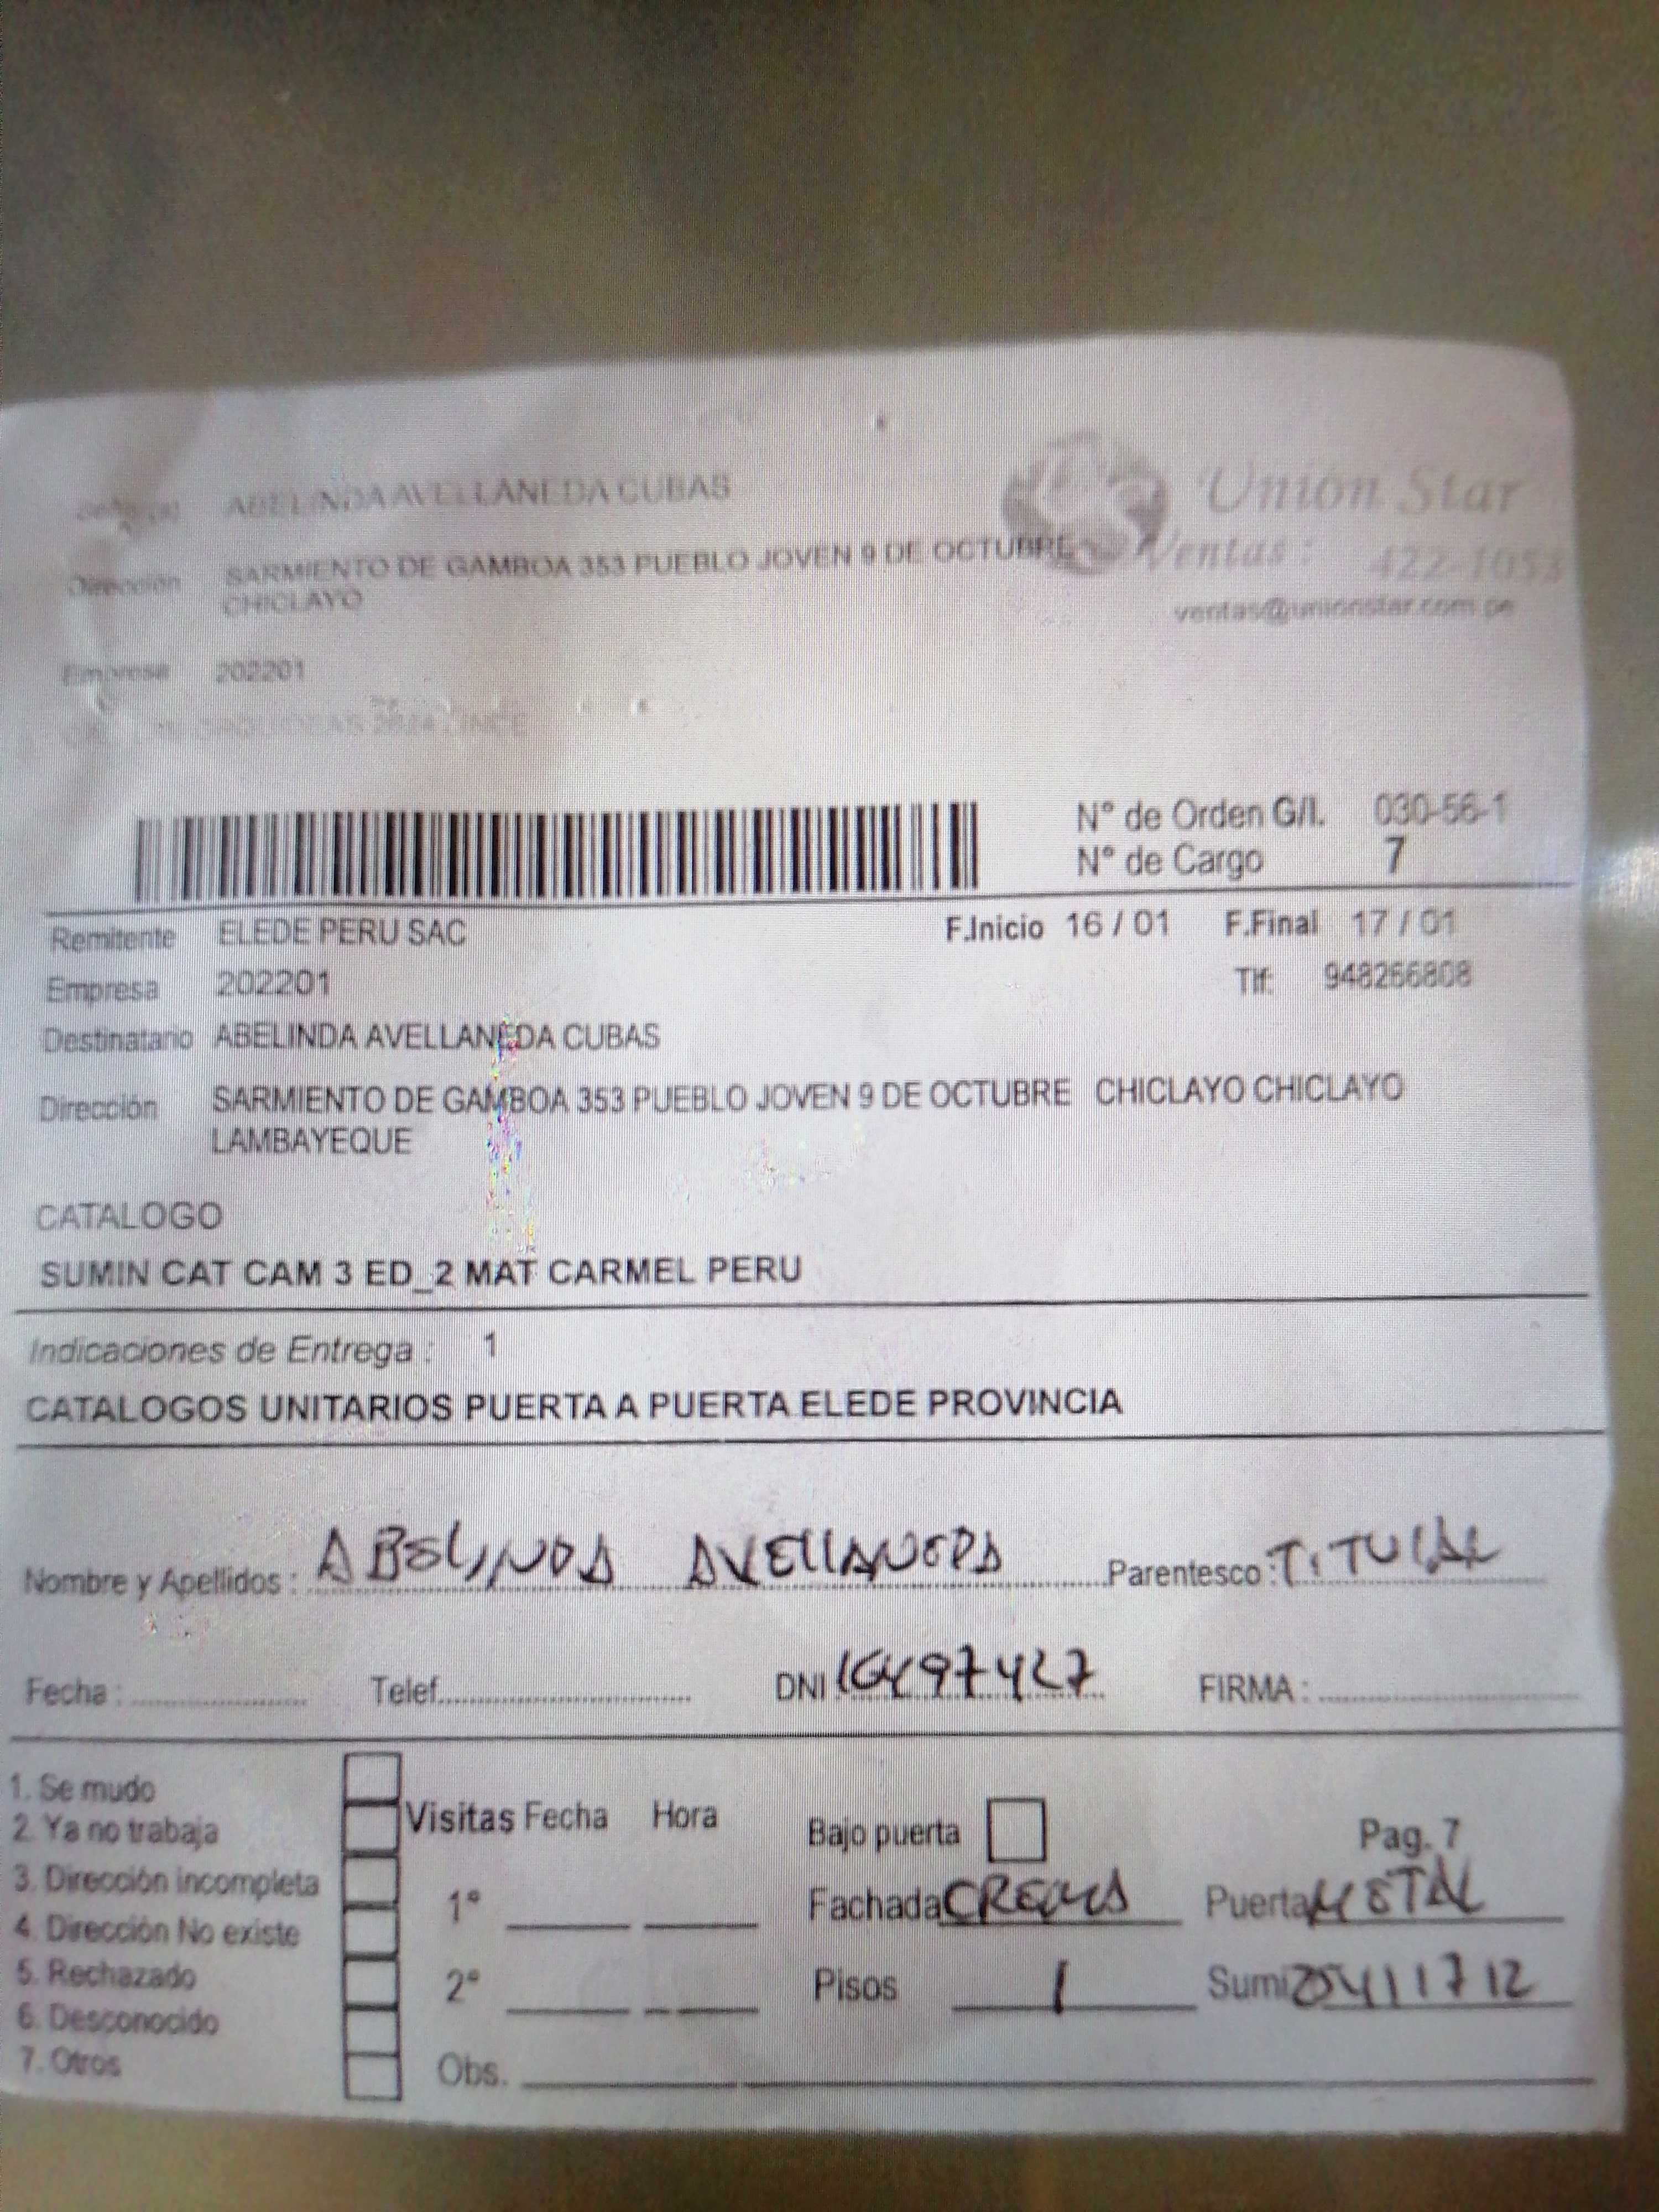 Señor(a) ABELINDA AVELLANEDA CUBAS
Union Star
Dirección SARMIENTO DE GAMBOA 353 PUEBLO JOVEN 9 DE OCTUBRE
CHICLAYO
Ventas : 422-1053
ventas@unionstar.com.pe
Empresa 202201
N° de Orden G/I. 030-56-1
N° de Cargo 7
Remitente ELEDE PERU SAC F.Inicio 16 / 01 F.Final 17 / 01
Empresa 202201 Tlf: 948266808
Destinatario ABELINDA AVELLANEDA CUBAS
Dirección SARMIENTO DE GAMBOA 353 PUEBLO JOVEN 9 DE OCTUBRE CHICLAYO CHICLAYO
LAMBAYEQUE
CATALOGO
SUMIN CAT CAM 3 ED_2 MAT CARMEL PERU
Indicaciones de Entrega : 1
CATALOGOS UNITARIOS PUERTA A PUERTA ELEDE PROVINCIA
Nombre y Apellidos : ABELINDA AVELLANEDA Parentesco : TITULAR
Fecha : Telef. DNI 16497427 FIRMA :
1. Se mudo
2. Ya no trabaja
3. Dirección incompleta
4. Dirección No existe
5. Rechazado
6. Desconocido
7. Otros
Visitas Fecha Hora
1°
2°
Obs.
Bajo puerta Pag. 7
Fachada CREMA Puerta METAL
Pisos 1 Sumi 25411712